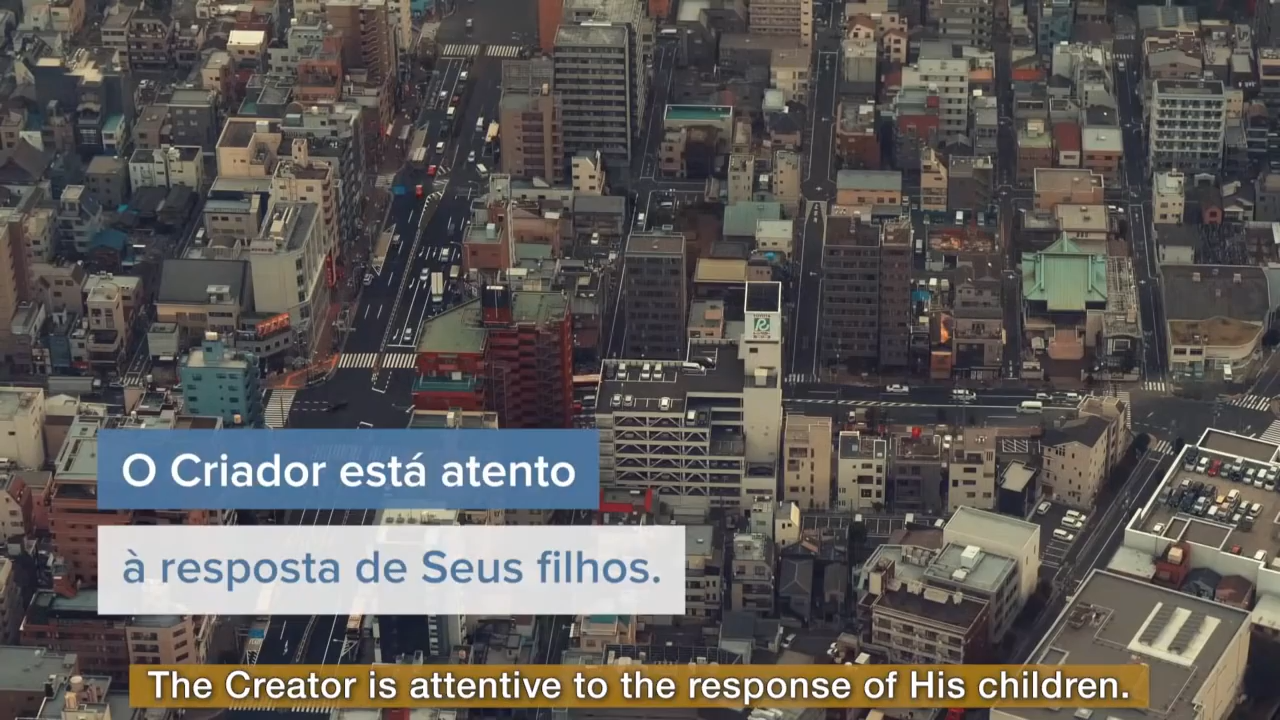 O Criador está atento
à resposta de Seus filhos.
The Creator is attentive to the response of His children.